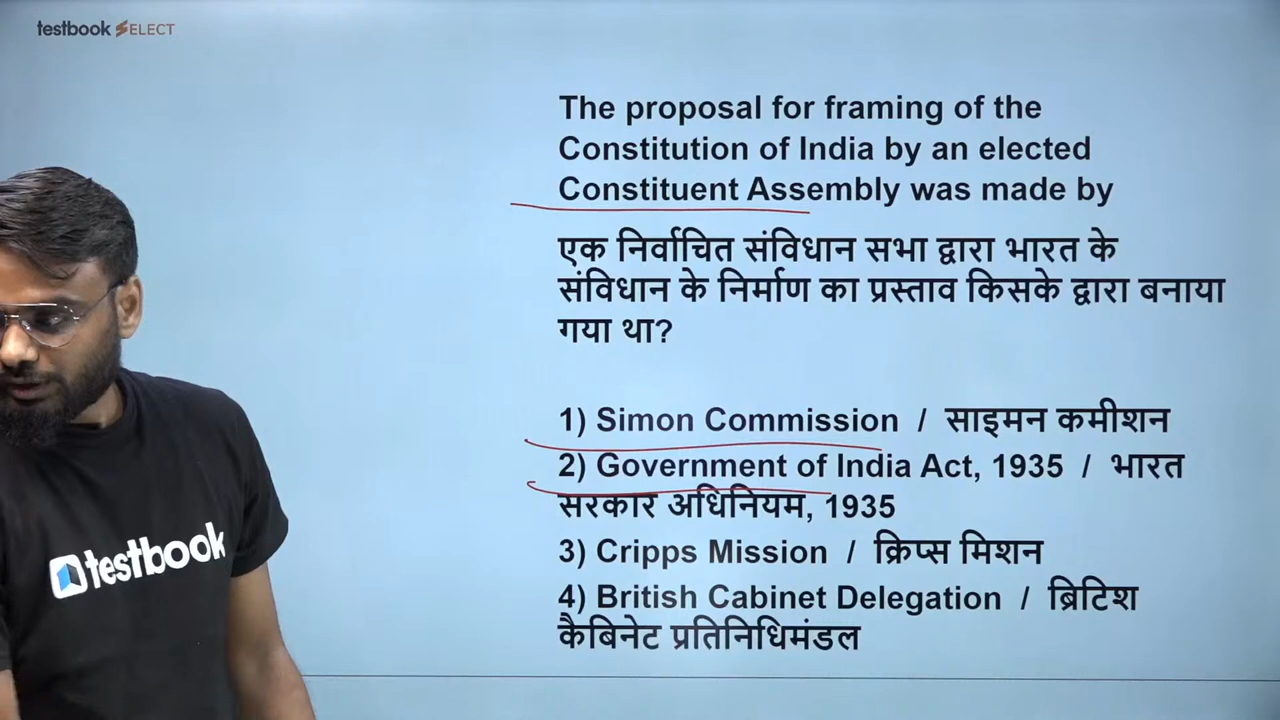 testbook SELECT
The proposal for framing of the
Constitution of India by an elected
Constituent Assembly was made by
एक निर्वाचित संविधान सभा द्वारा भारत के
संविधान के निर्माण का प्रस्ताव किसके द्वारा बनाया
गया था?
1) Simon Commission / साइमन कमीशन
2) Government of India Act, 1935 / भारत
सरकार अधिनियम, 1935
3) Cripps Mission / क्रिप्स मिशन
4) British Cabinet Delegation / ब्रिटिश
कैबिनेट प्रतिनिधिमंडल
testbook